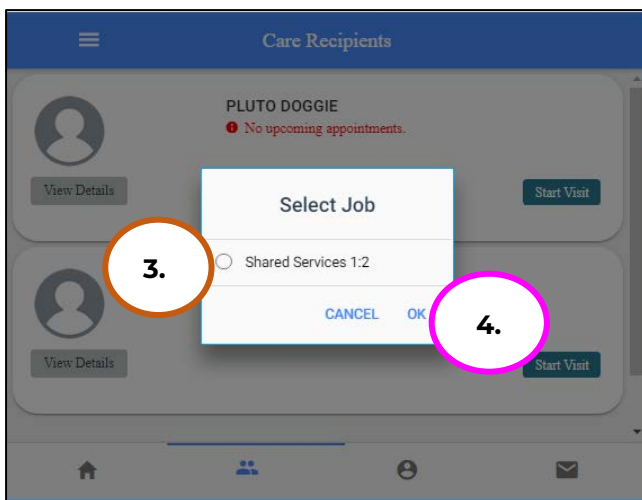 Care Recipients
PLUTO DOGGIE
No upcoming appointments.
View Details
Start Visit
Select Job
3.
Shared Services 1:2
CANCEL OK
4.
View Details
Start Visit